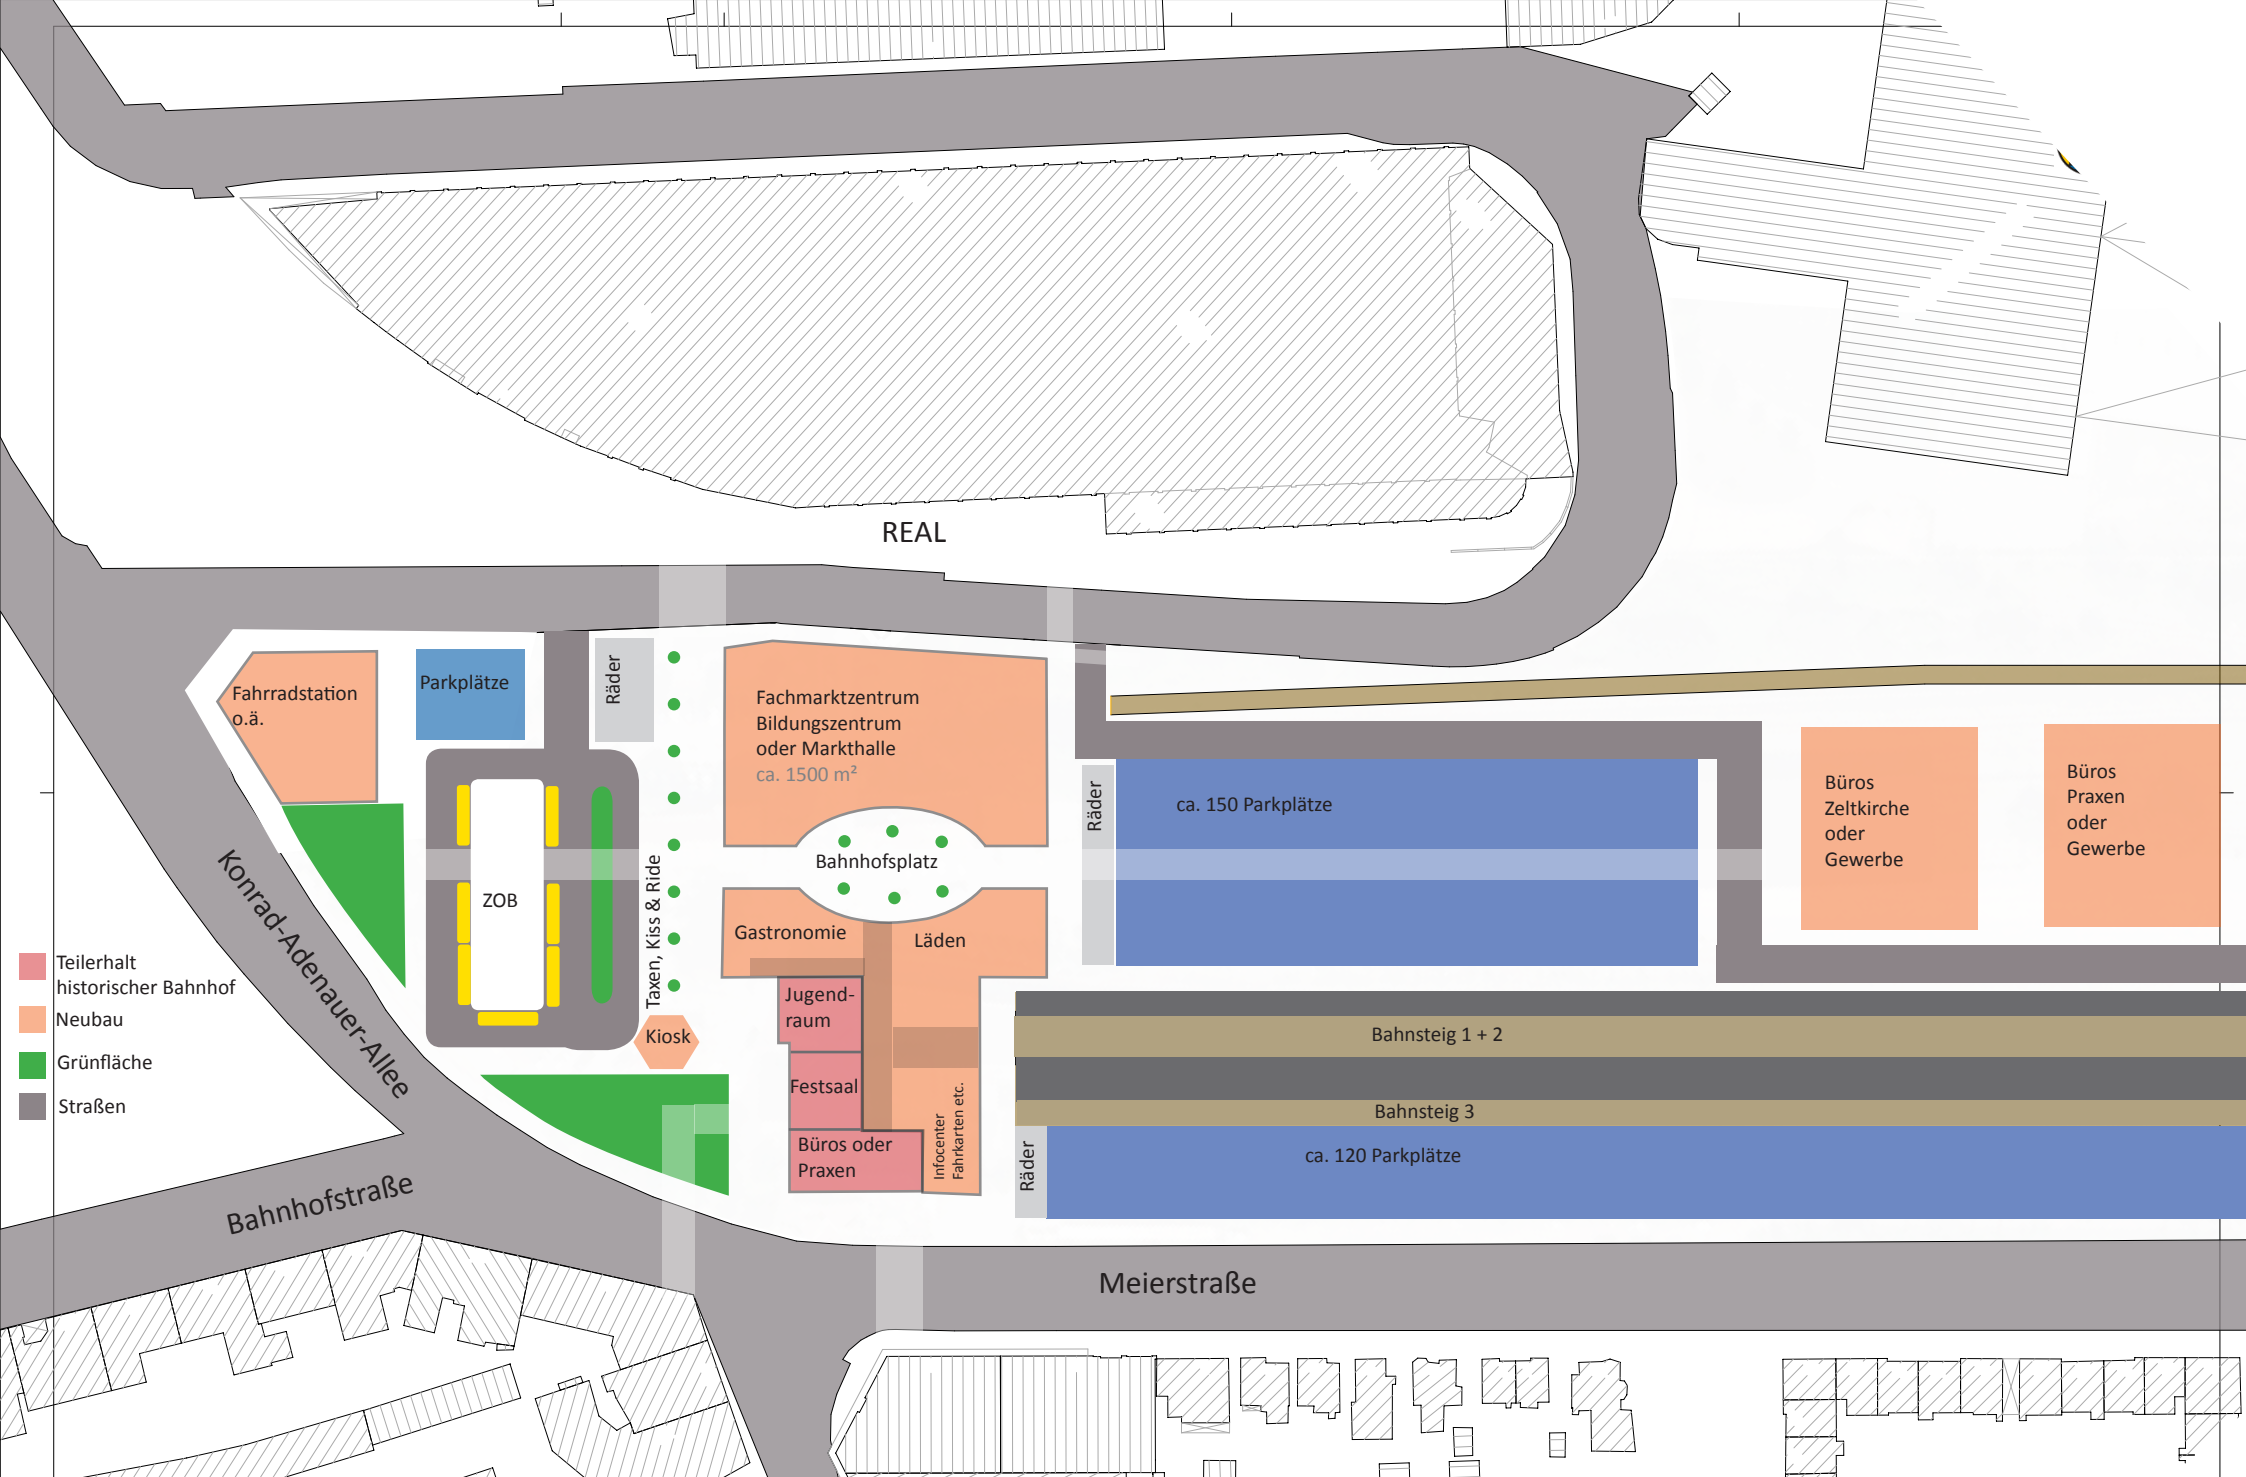 REAL
Fahrradstation
o.ä.
Parkplätze
Räder
Fachmarktzentrum
Bildungszentrum
oder Markthalle
ca. 1500 m²
Räder
ca. 150 Parkplätze
Büros
Zeltkirche
oder
Gewerbe
Büros
Praxen
oder
Gewerbe
Bahnhofsplatz
ZOB
Taxen, Kiss & Ride
Konrad-Adenauer-Allee
Gastronomie
Läden
Teilerhalt
historischer Bahnhof
Neubau
Grünfläche
Straßen
Jugend-
raum
Kiosk
Festsaal
Büros oder
Praxen
Infocenter
Fahrkarten etc.
Bahnsteig 1 + 2
Bahnsteig 3
Räder
ca. 120 Parkplätze
Bahnhofstraße
Meierstraße